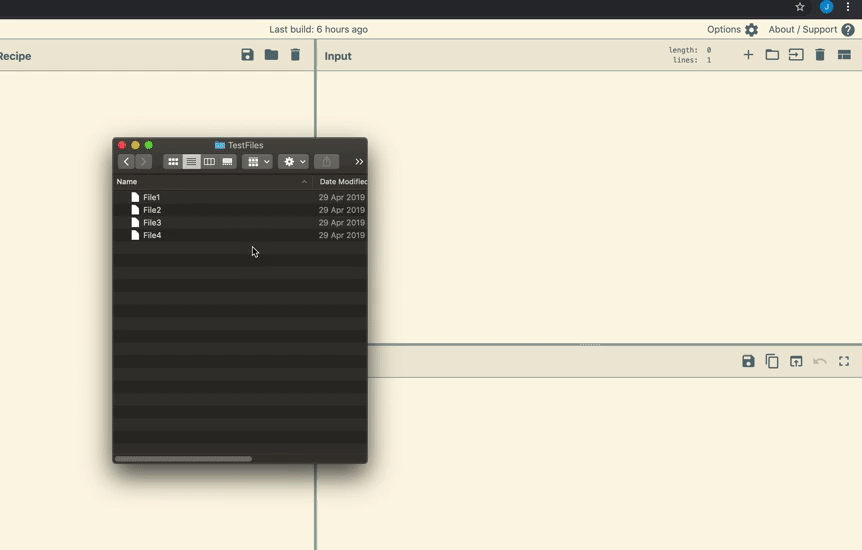 J
Last build: 6 hours ago
Options
About / Support
?
Recipe
Input
length: 0
lines: 1
TestFiles
Name
Date Modified
File1 29 Apr 2019
File2 29 Apr 2019
File3 29 Apr 2019
File4 29 Apr 2019